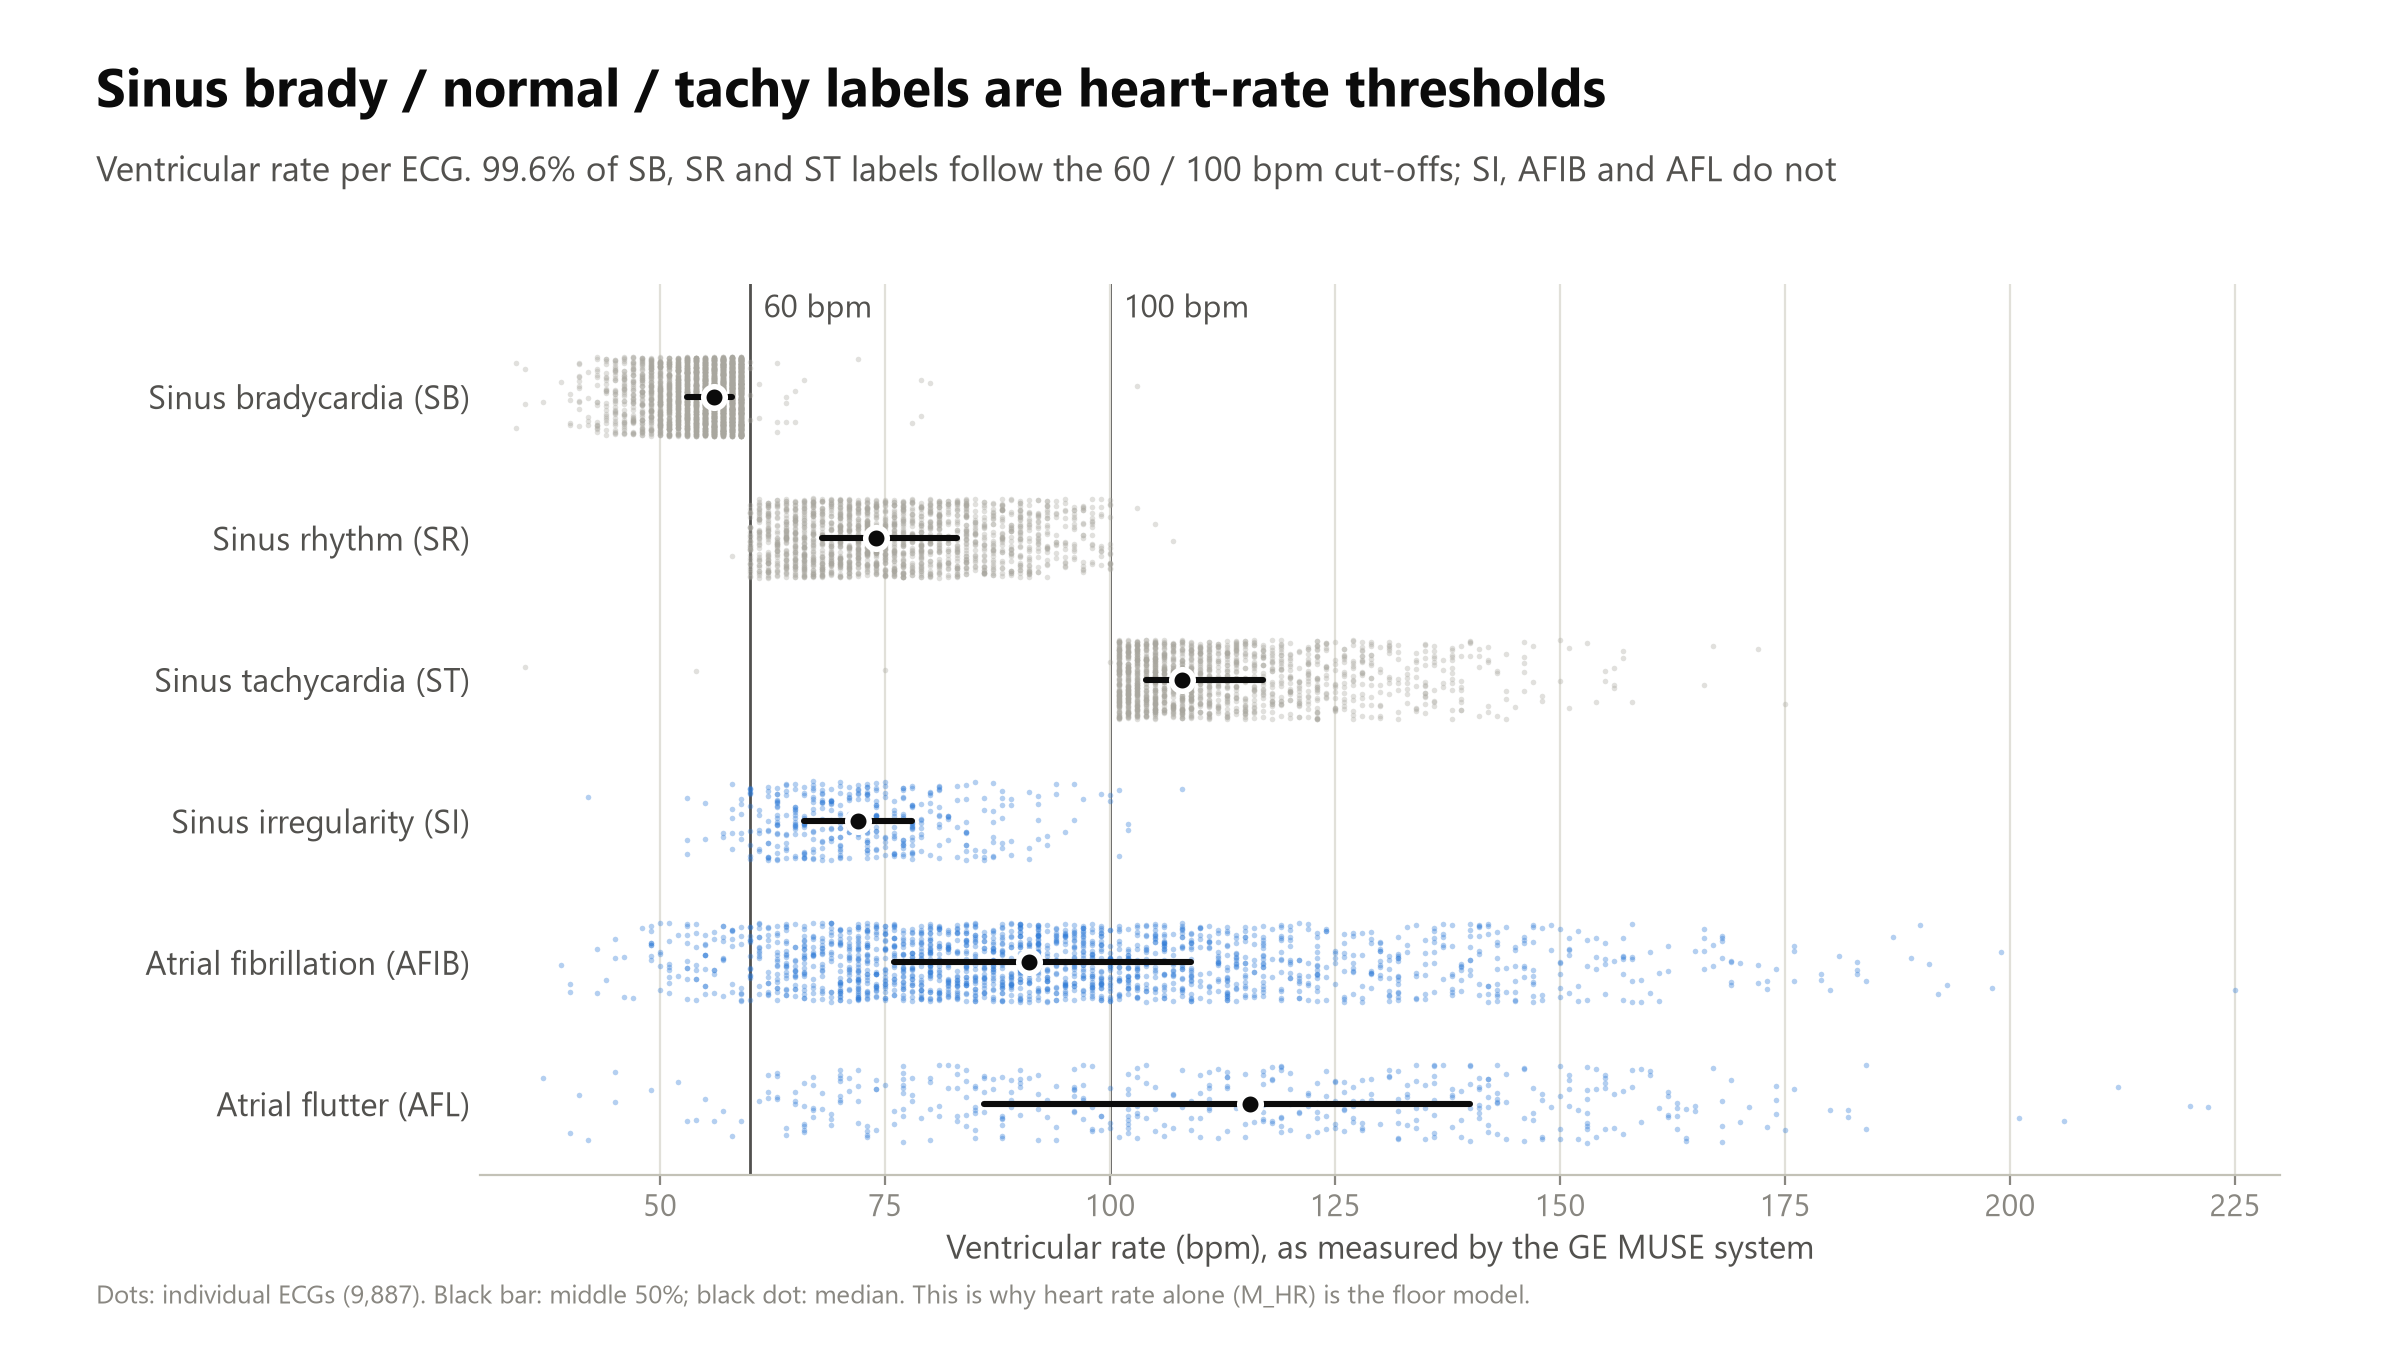 Sinus brady / normal / tachy labels are heart-rate thresholds
Ventricular rate per ECG. 99.6% of SB, SR and ST labels follow the 60 / 100 bpm cut-offs; SI, AFIB and AFL do not
60 bpm
100 bpm
Sinus bradycardia (SB)
Sinus rhythm (SR)
Sinus tachycardia (ST)
Sinus irregularity (SI)
Atrial fibrillation (AFIB)
Atrial flutter (AFL)
50 75 100 125 150 175 200 225
Ventricular rate (bpm), as measured by the GE MUSE system
Dots: individual ECGs (9,887). Black bar: middle 50%; black dot: median. This is why heart rate alone (M_HR) is the floor model.